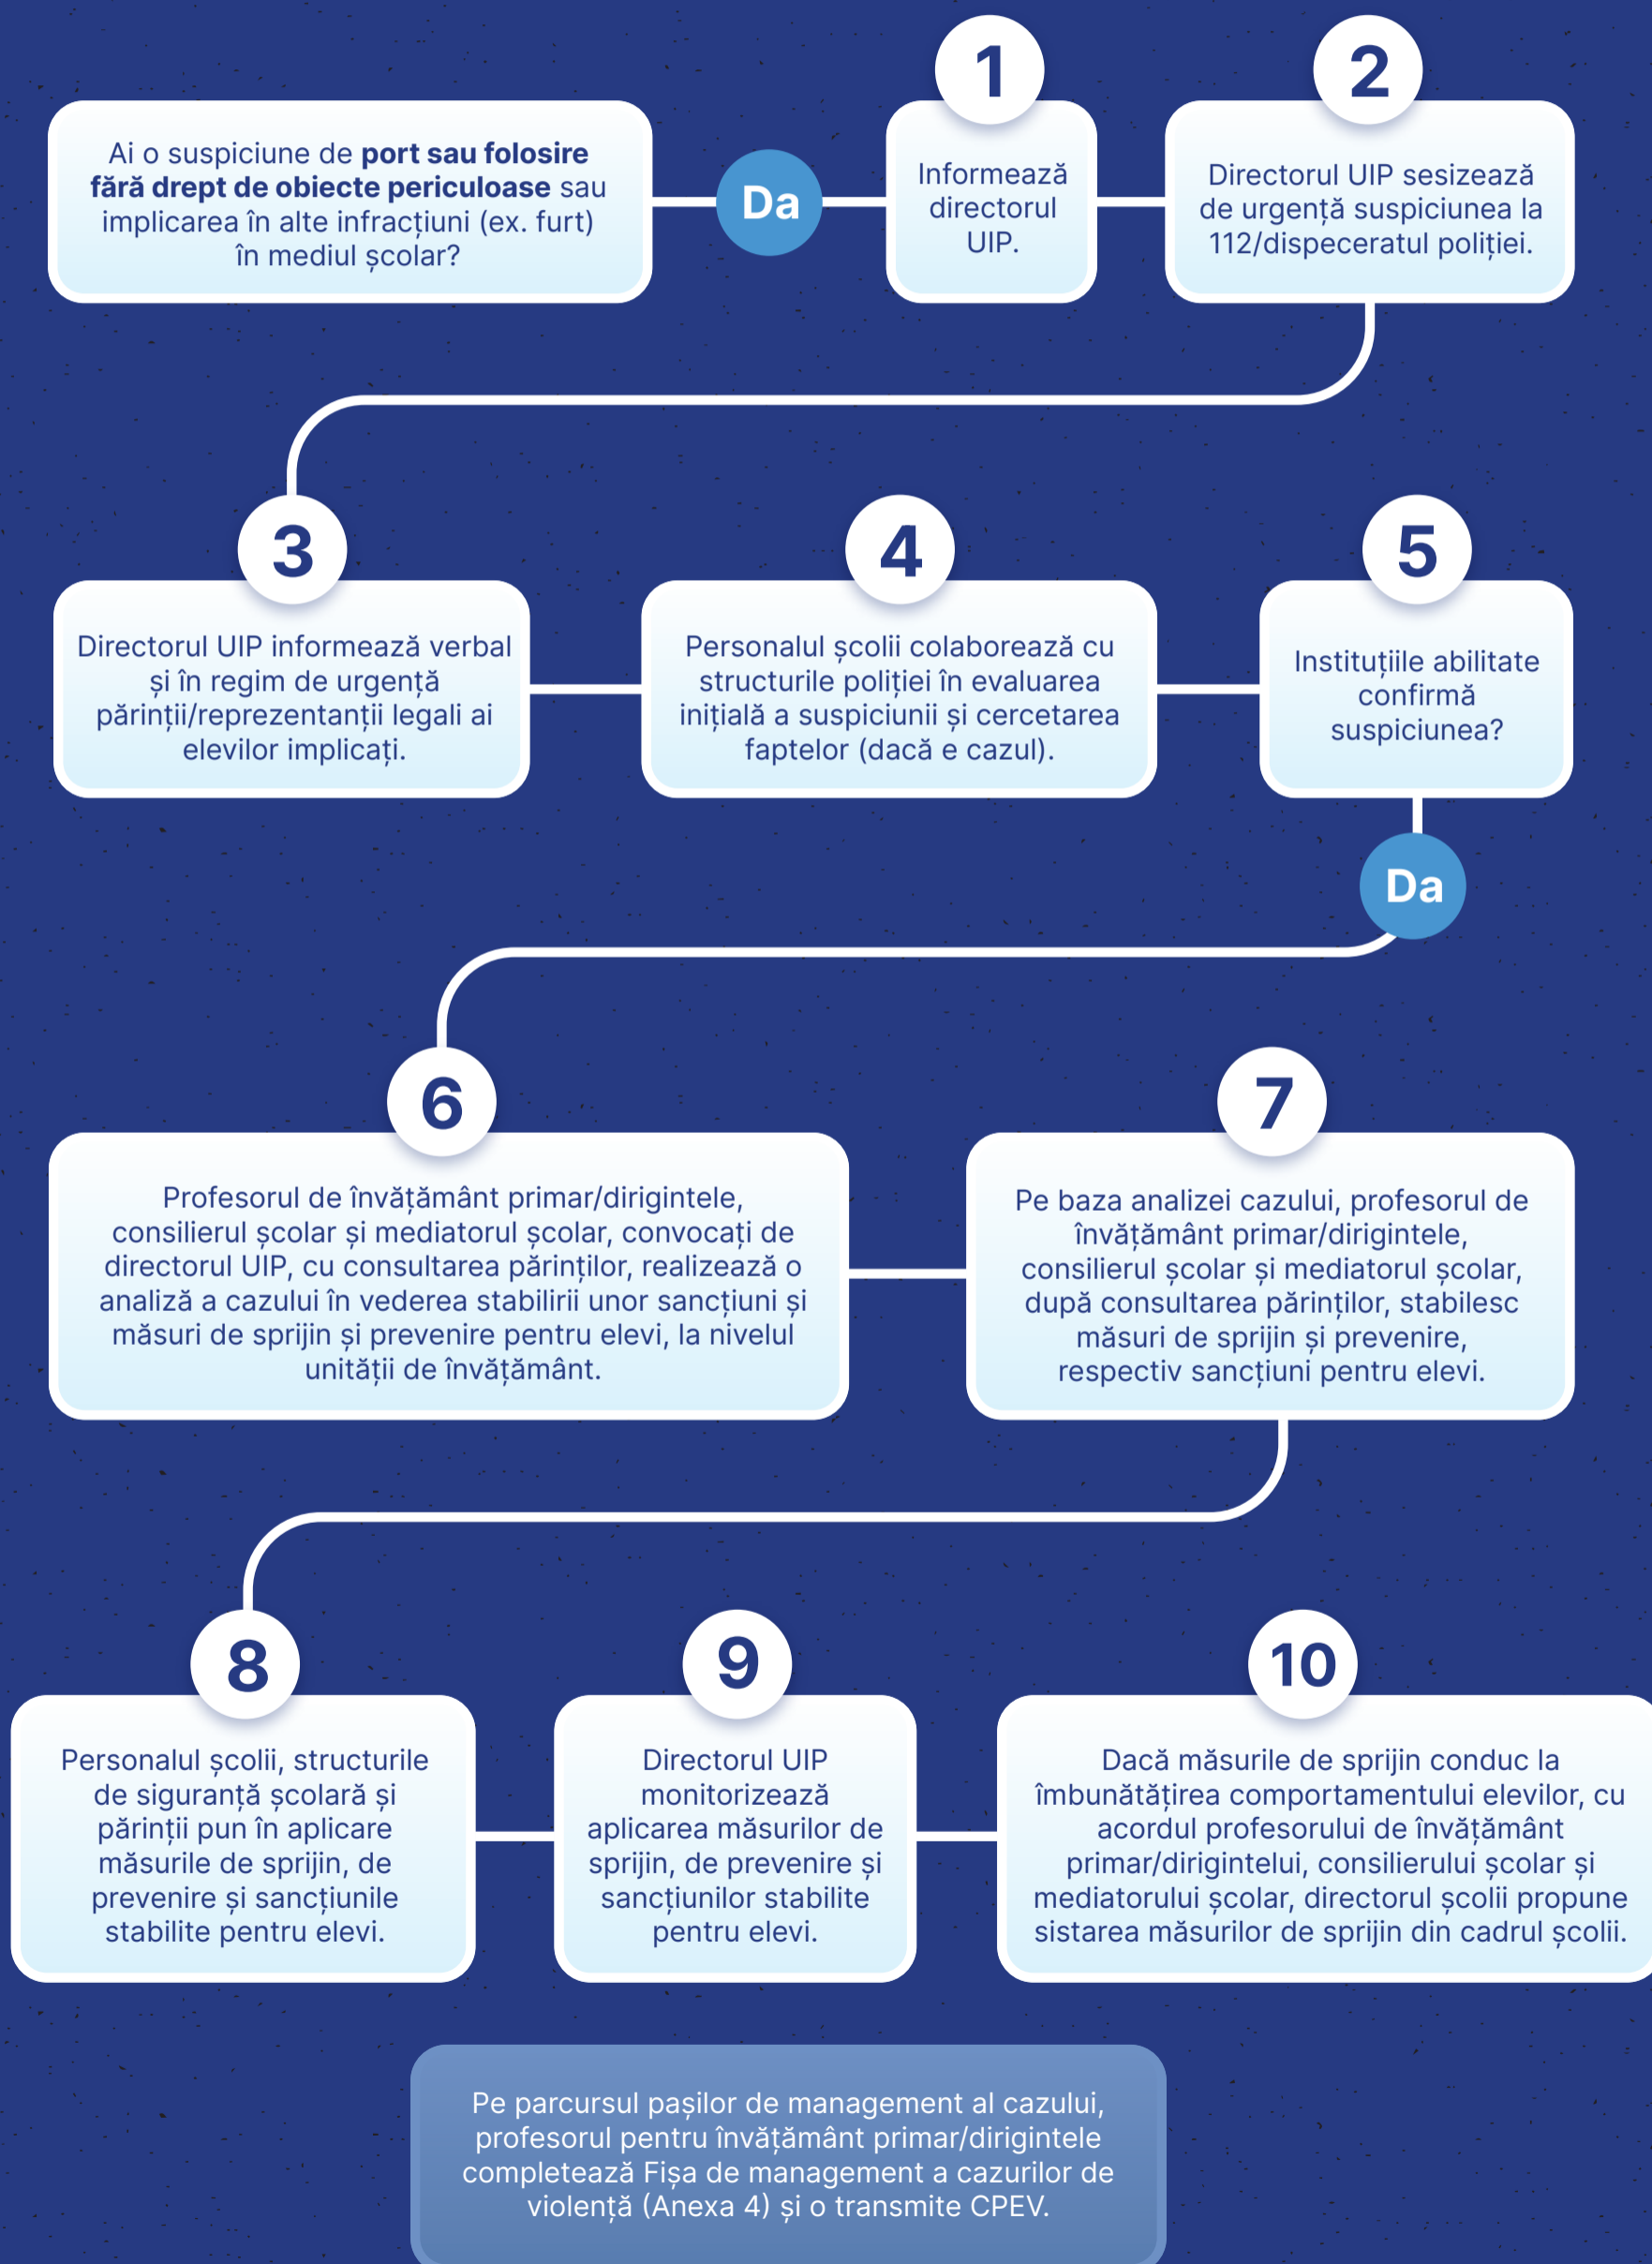 Ai o suspiciune de port sau folosire
fără drept de obiecte periculoase sau
implicarea în alte infracțiuni (ex. furt)
în mediul școlar?
Da
1
Informează
directorul
UIP.
2
Directorul UIP sesizează
de urgență suspiciunea la
112/dispeceratul poliției.
3
Directorul UIP informează verbal
și în regim de urgență
părinții/reprezentanții legali ai
elevilor implicați.
4
Personalul școlii colaborează cu
structurile poliției în evaluarea
inițială a suspiciunii și cercetarea
faptelor (dacă e cazul).
5
Instituțiile abilitate
confirmă
suspiciunea?
Da
6
Profesorul de învățământ primar/dirigintele,
consilierul școlar și mediatorul școlar, convocați de
directorul UIP, cu consultarea părinților, realizează o
analiză a cazului în vederea stabilirii unor sancțiuni și
măsuri de sprijin și prevenire pentru elevi, la nivelul
unității de învățământ.
7
Pe baza analizei cazului, profesorul de
învățământ primar/dirigintele,
consilierul școlar și mediatorul școlar,
după consultarea părinților, stabilesc
măsuri de sprijin și prevenire,
respectiv sancțiuni pentru elevi.
8
Personalul școlii, structurile
de siguranță școlară și
părinții pun în aplicare
măsurile de sprijin, de
prevenire și sancțiunile
stabilite pentru elevi.
9
Directorul UIP
monitorizează
aplicarea măsurilor de
sprijin, de prevenire și
sancțiunilor stabilite
pentru elevi.
10
Dacă măsurile de sprijin conduc la
îmbunătățirea comportamentului elevilor, cu
acordul profesorului de învățământ
primar/dirigintelui, consilierului școlar și
mediatorului școlar, directorul școlii propune
sistarea măsurilor de sprijin din cadrul școlii.
Pe parcursul pașilor de management al cazului,
profesorul pentru învățământ primar/dirigintele
completează Fișa de management a cazurilor de
violență (Anexa 4) și o transmite CPEV.